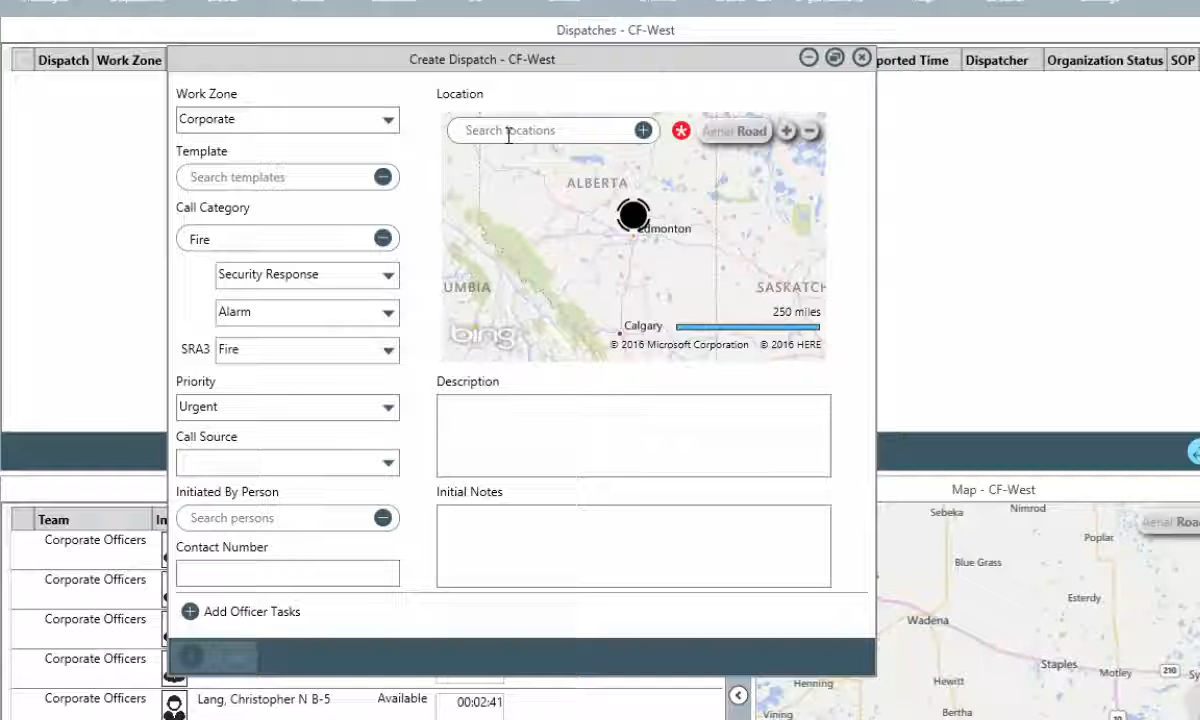 Dispatches - CF-West
Dispatch
Work Zone
ported Time
Dispatcher
Organization Status
SOP
Create Dispatch - CF-West
Work Zone
Corporate
Template
Search templates
Call Category
Fire
Security Response
Alarm
SRA3
Fire
Priority
Urgent
Call Source
Initiated By Person
Search persons
Contact Number
Add Officer Tasks
Location
Search locations
Aerial Road
ALBERTA
Edmonton
UMBIA
SASKATCH
250 miles
Calgary
bing
© 2016 Microsoft Corporation © 2016 HERE
Description
Initial Notes
Team
In
Corporate Officers
Corporate Officers
Corporate Officers
Corporate Officers
Corporate Officers
Lang, Christopher N B-5
Available
00:02:41
Map - CF-West
Sebeka
Nimrod
Aerial Roa
Poplar
Blue Grass
Esterdy
Wadena
Staples
Motley
210
Sy
Henning
Hewitt
Bertha
Vining
10